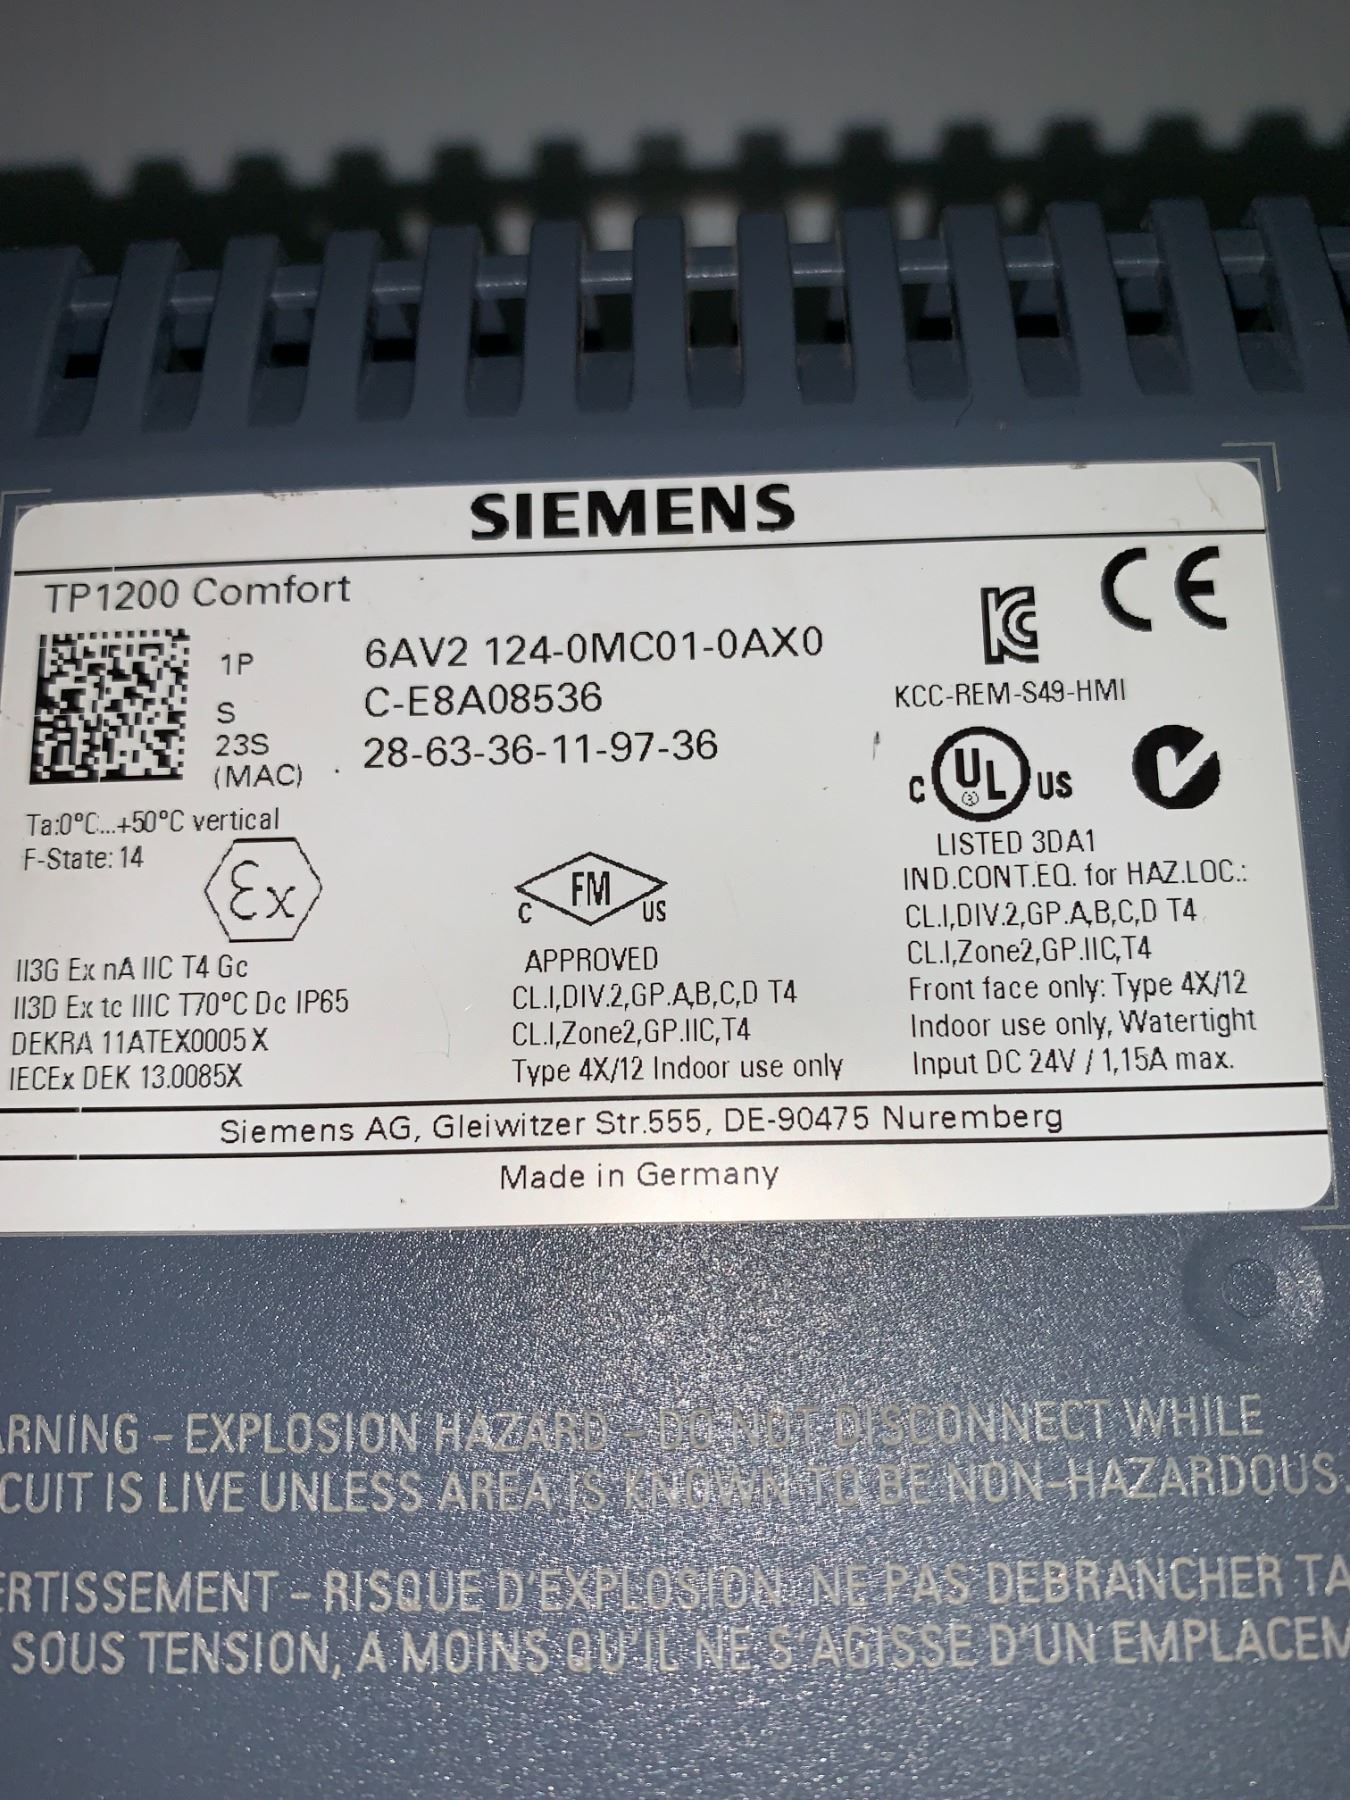 SIEMENS
TP1200 Comfort
CE
1P 6AV2 124-0MC01-0AX0
S C-E8A08536
23S (MAC) 28-63-36-11-97-36
KCC-REM-S49-HMI
C UL US
LISTED 3DA1
IND.CONT.EQ. for HAZ.LOC.:
CL.I,DIV.2,GP.A,B,C,D T4
CL.I,Zone2,GP.IIC,T4
Front face only: Type 4X/12
Indoor use only, Watertight
Input DC 24V / 1,15A max.
Ta:0°C...+50°C vertical
F-State: 14
Ex
II3G Ex nA IIC T4 Gc
II3D Ex tc IIIC T70°C Dc IP65
DEKRA 11ATEX0005 X
IECEx DEK 13.0085X
C FM US
APPROVED
CL.I,DIV.2,GP.A,B,C,D T4
CL.I,Zone2,GP.IIC,T4
Type 4X/12 Indoor use only
Siemens AG, Gleiwitzer Str.555, DE-90475 Nuremberg
Made in Germany
ARNING - EXPLOSION HAZARD - DO NOT DISCONNECT WHILE
CUIT IS LIVE UNLESS AREA IS KNOWN TO BE NON-HAZARDOUS.
ERTISSEMENT - RISQUE D'EXPLOSION. NE PAS DEBRANCHER TA
SOUS TENSION, A MOINS QU'IL NE S'AGISSE D'UN EMPLACEM